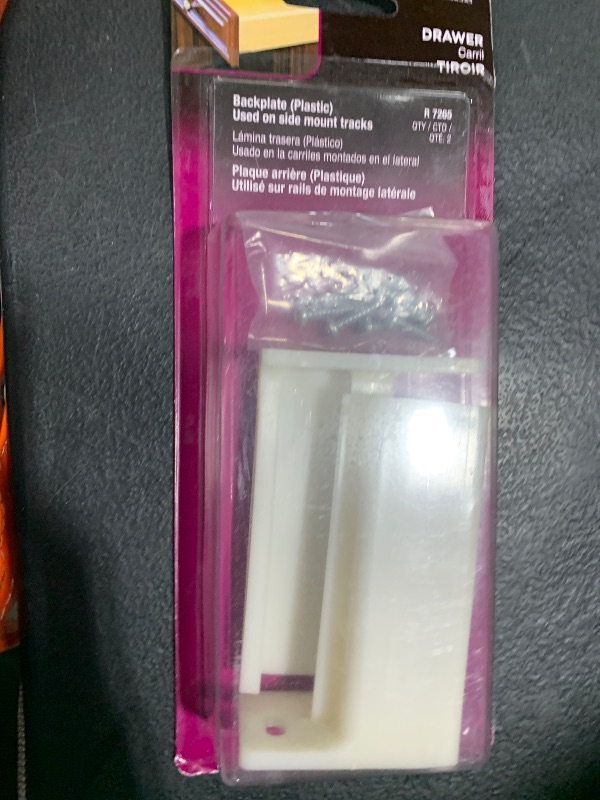 DRAWER
Carril
TIROIR
Backplate (Plastic)
Used on side mount tracks
R 7265
QTY / CTD /
QTÉ: 2
Lámina trasera (Plástico)
Usado en la carriles montados en el lateral
Plaque arrière (Plastique)
Utilisé sur rails de montage latérale